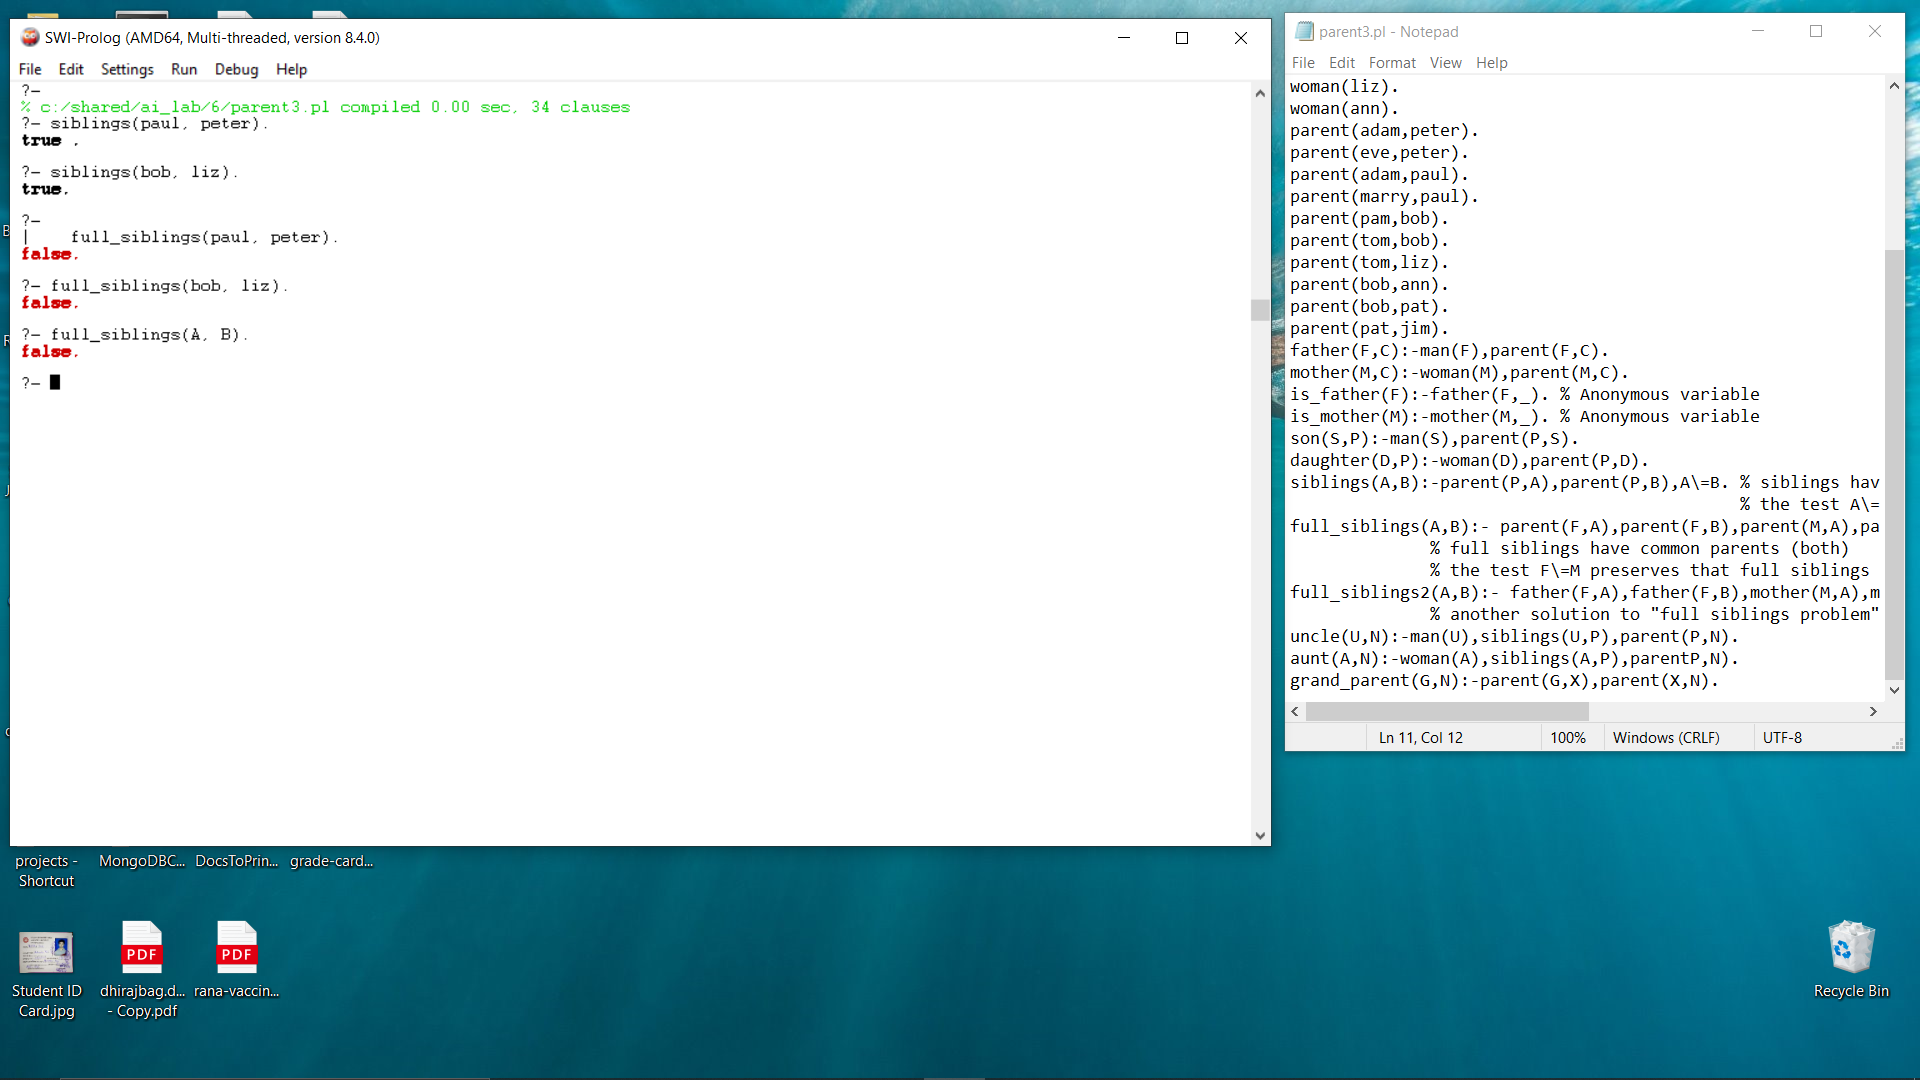 SWI-Prolog (AMD64, Multi-threaded, version 8.4.0)
File Edit Settings Run Debug Help
?-
% c:/shared/ai_lab/6/parent3.pl compiled 0.00 sec, 34 clauses
?- siblings(paul, peter).
true .
?- siblings(bob, liz).
true.
?-
|    full_siblings(paul, peter).
false.
?- full_siblings(bob, liz).
false.
?- full_siblings(A, B).
false.
?-
parent3.pl - Notepad
File Edit Format View Help
woman(liz).
woman(ann).
parent(adam,peter).
parent(eve,peter).
parent(adam,paul).
parent(marry,paul).
parent(pam,bob).
parent(tom,bob).
parent(tom,liz).
parent(bob,ann).
parent(bob,pat).
parent(pat,jim).
father(F,C):-man(F),parent(F,C).
mother(M,C):-woman(M),parent(M,C).
is_father(F):-father(F,_). % Anonymous variable
is_mother(M):-mother(M,_). % Anonymous variable
son(S,P):-man(S),parent(P,S).
daughter(D,P):-woman(D),parent(P,D).
siblings(A,B):-parent(P,A),parent(P,B),A\=B. % siblings hav
% the test A\=
full_siblings(A,B):- parent(F,A),parent(F,B),parent(M,A),pa
% full siblings have common parents (both)
% the test F\=M preserves that full siblings
full_siblings2(A,B):- father(F,A),father(F,B),mother(M,A),m
% another solution to "full siblings problem"
uncle(U,N):-man(U),siblings(U,P),parent(P,N).
aunt(A,N):-woman(A),siblings(A,P),parentP,N).
grand_parent(G,N):-parent(G,X),parent(X,N).
Ln 11, Col 12 100% Windows (CRLF) UTF-8
projects -
Shortcut
MongoDBC...
DocsToPrin...
grade-card...
Student ID
Card.jpg
PDF
dhirajbag.d...
- Copy.pdf
PDF
rana-vaccin...
Recycle Bin